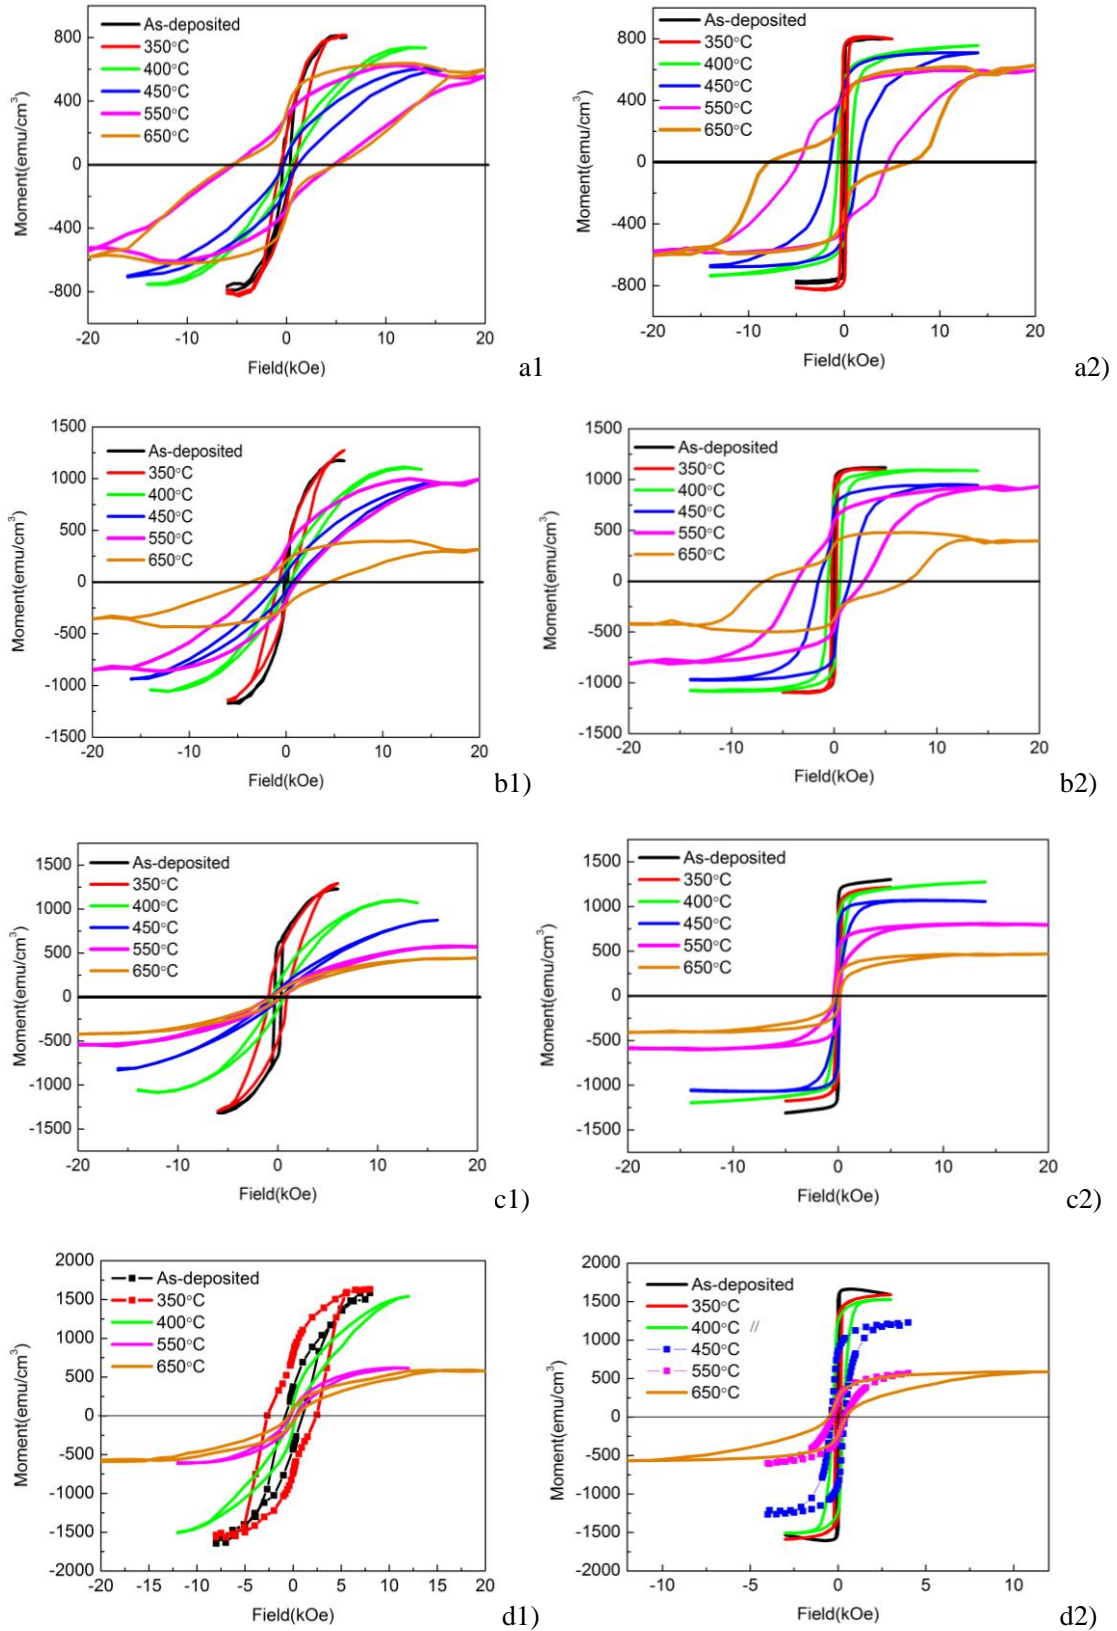 As-deposited
350°C
400°C
450°C
550°C
650°C
800
400
0
-400
-800
Moment(emu/cm³)
-20 -10 0 10 20
Field(kOe)
a1
As-deposited
350°C
400°C
450°C
550°C
650°C
800
400
0
-400
-800
Moment(emu/cm³)
-20 -10 0 10 20
Field(kOe)
a2)
As-deposited
350°C
400°C
450°C
550°C
650°C
1500
1000
500
0
-500
-1000
-1500
Moment(emu/cm³)
-20 -10 0 10 20
Field(kOe)
b1)
As-deposited
350°C
400°C
450°C
550°C
650°C
1500
1000
500
0
-500
-1000
-1500
Moment(emu/cm³)
-20 -10 0 10 20
Field(kOe)
b2)
As-deposited
350°C
400°C
450°C
550°C
650°C
1500
1000
500
0
-500
-1000
-1500
Moment(emu/cm³)
-20 -10 0 10 20
Field(kOe)
c1)
As-deposited
350°C
400°C
450°C
550°C
650°C
1500
1000
500
0
-500
-1000
-1500
Moment(emu/cm³)
-20 -10 0 10 20
Field(kOe)
c2)
As-deposited
350°C
400°C
550°C
650°C
2000
1500
1000
500
0
-500
-1000
-1500
-2000
Moment(emu/cm³)
-20 -15 -10 -5 0 5 10 15 20
Field(kOe)
d1)
As-deposited
350°C
400°C //
450°C
550°C
650°C
2000
1500
1000
500
0
-500
-1000
-1500
-2000
Moment(emu/cm³)
-10 -5 0 5 10
Field(kOe)
d2)